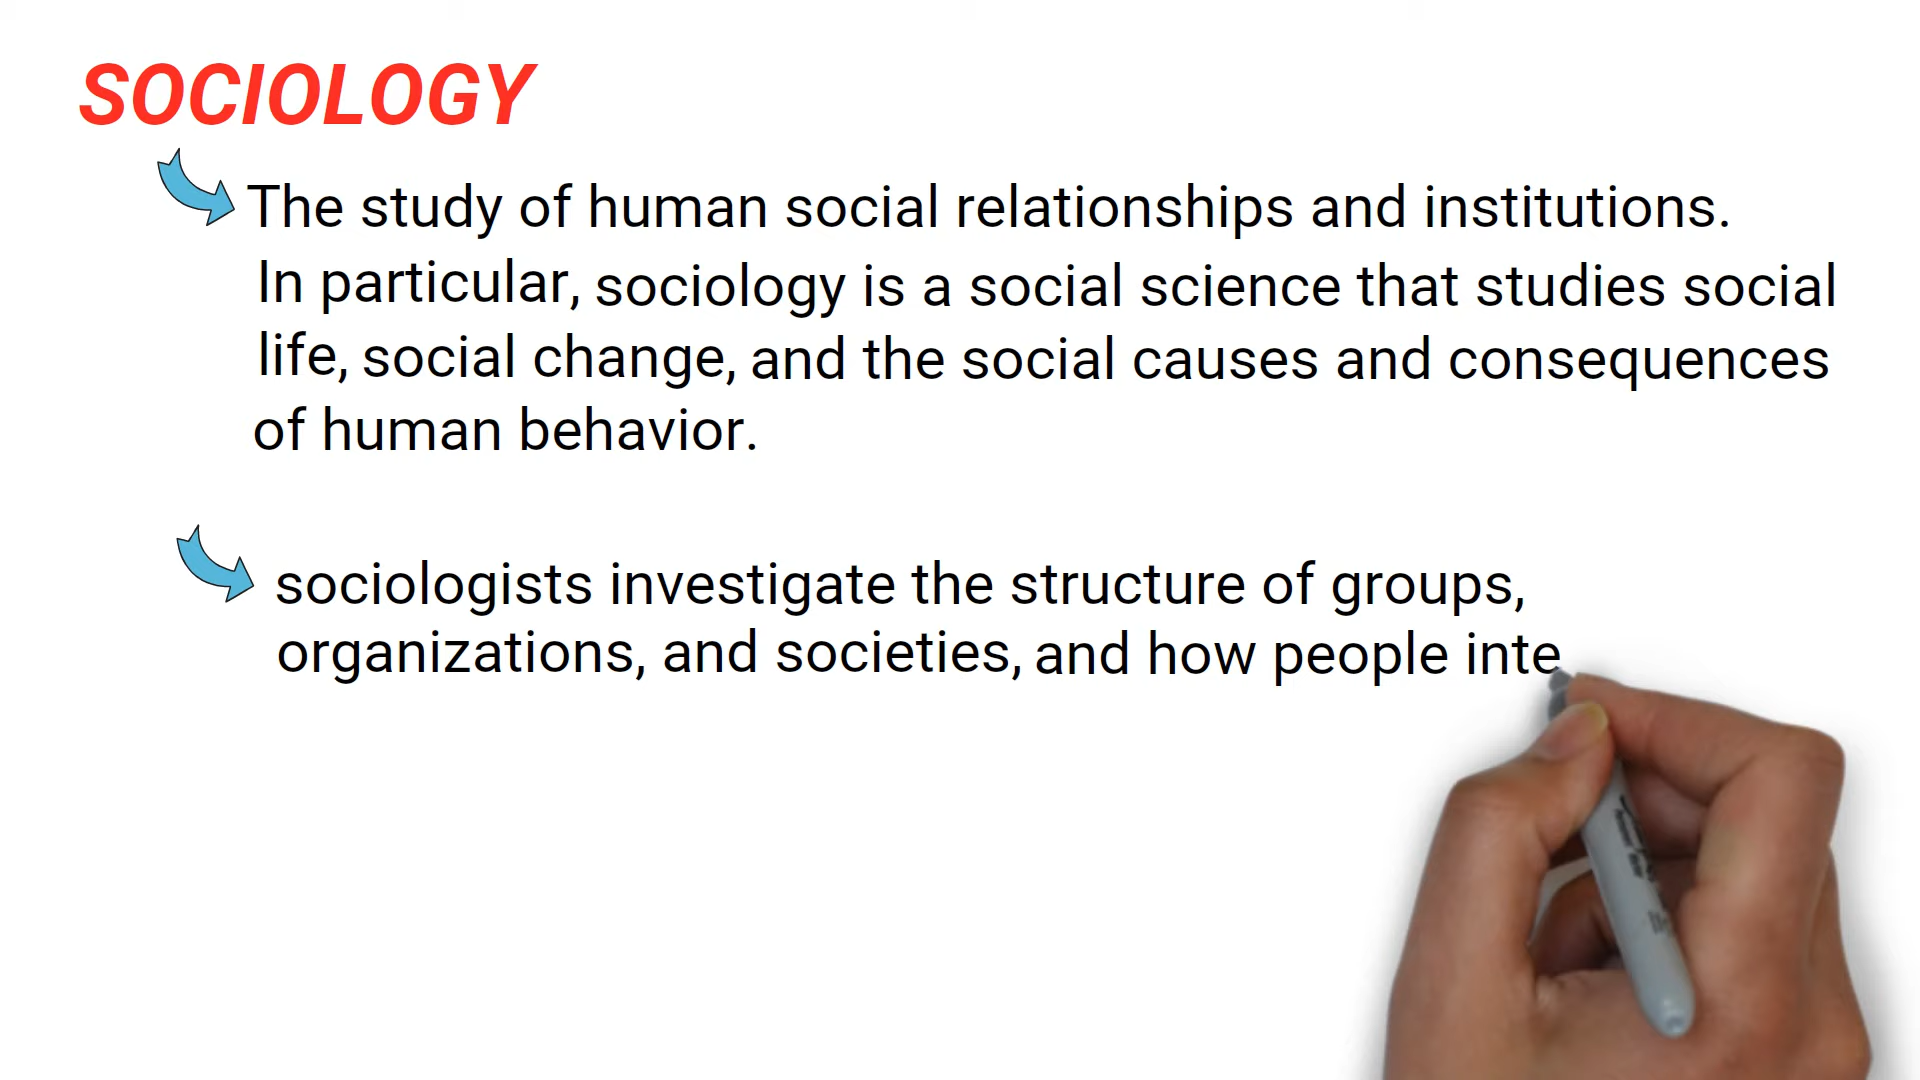 SOCIOLOGY
The study of human social relationships and institutions.
In particular, sociology is a social science that studies social
life, social change, and the social causes and consequences
of human behavior.
sociologists investigate the structure of groups,
organizations, and societies, and how people inte